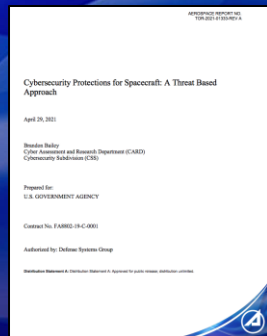 AEROSPACE REPORT NO.
TOR-2021-01333-REV A
Cybersecurity Protections for Spacecraft: A Threat Based
Approach
April 29, 2021
Brandon Bailey
Cyber Assessment and Research Department (CARD)
Cybersecurity Subdivision (CSS)
Prepared for:
U.S. GOVERNMENT AGENCY
Contract No. FA8802-19-C-0001
Authorized by: Defense Systems Group
Distribution Statement A: Distribution Statement A: Approved for public release; distribution unlimited.